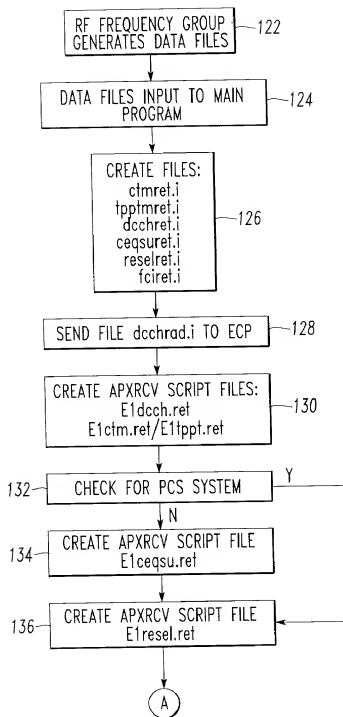 RF FREQUENCY GROUP
GENERATES DATA FILES
122
DATA FILES INPUT TO MAIN
PROGRAM
124
CREATE FILES:
ctmret.i
tpptmret.i
dcchret.i
ceqsuret.i
reselret.i
fciret.i
126
SEND FILE dcchrad.i TO ECP
128
CREATE APXRCV SCRIPT FILES:
E1dcch.ret
E1ctm.ret/E1tppt.ret
130
132
CHECK FOR PCS SYSTEM
Y
N
134
CREATE APXRCV SCRIPT FILE
E1ceqsu.ret
136
CREATE APXRCV SCRIPT FILE
E1resel.ret
A